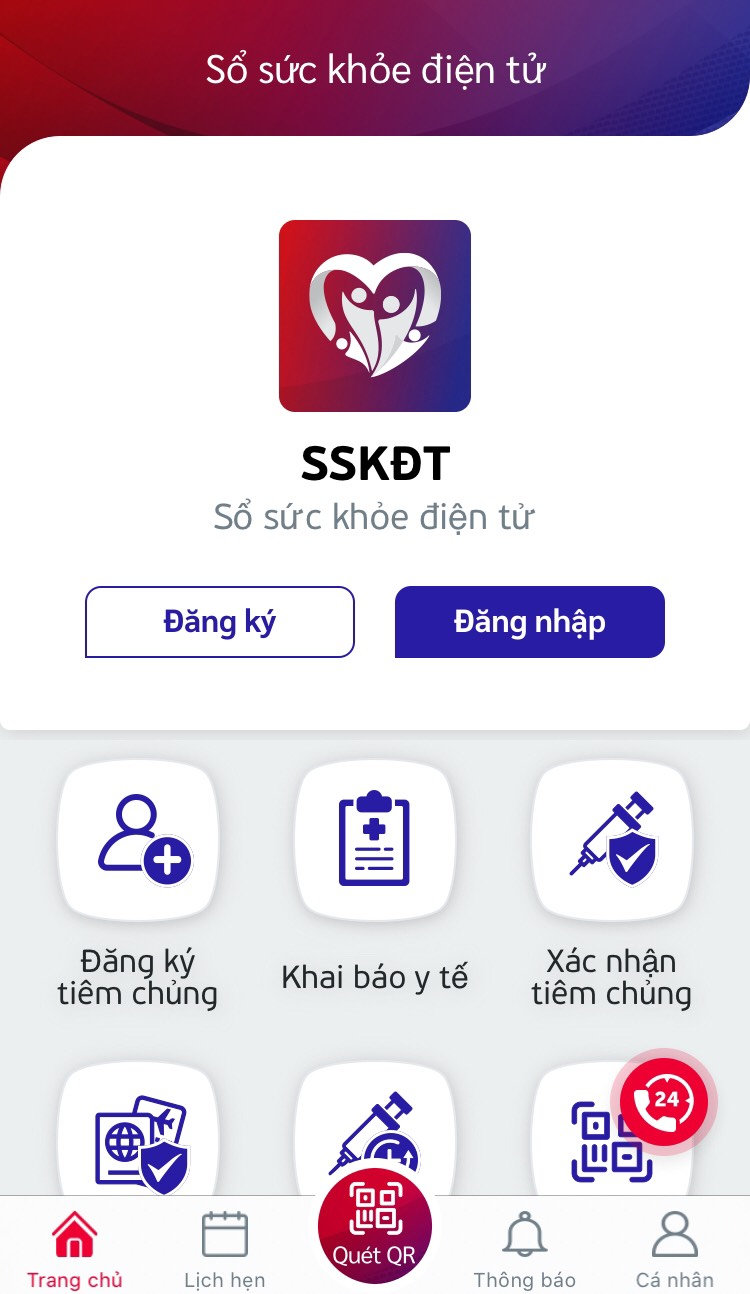 Sổ sức khỏe điện tử
SSKĐT
Sổ sức khỏe điện tử
Đăng ký
Đăng nhập
Đăng ký
tiêm chủng
Khai báo y tế
Xác nhận
tiêm chủng
24
Trang chủ
Lịch hẹn
Quét QR
Thông báo
Cá nhân